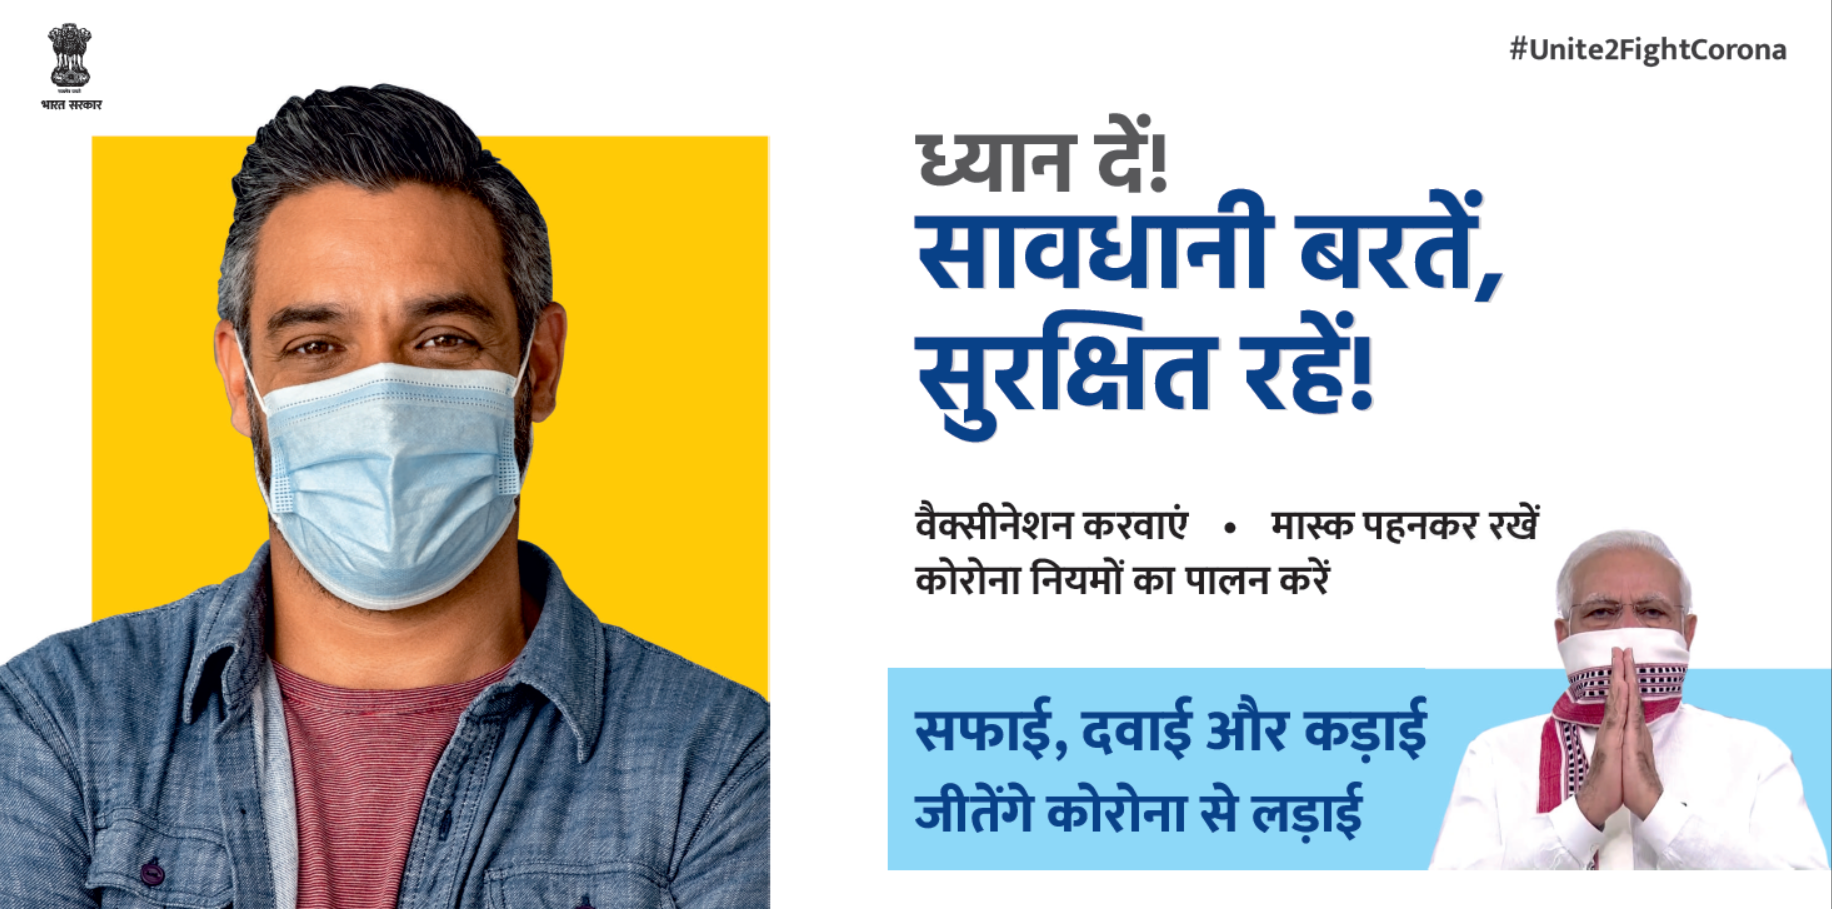 भारत सरकार
#Unite2FightCorona
ध्यान दें!
सावधानी बरतें,
सुरक्षित रहें!
वैक्सीनेशन करवाएं • मास्क पहनकर रखें
कोरोना नियमों का पालन करें
सफाई, दवाई और कड़ाई
जीतेंगे कोरोना से लड़ाई